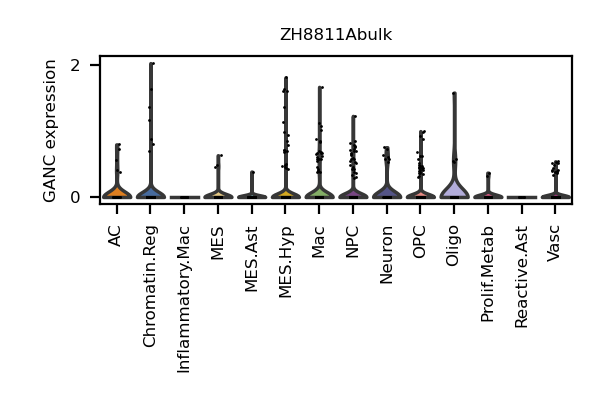 ZH8811Abulk
GANC expression
2
0
AC
Chromatin.Reg
Inflammatory.Mac
MES
MES.Ast
MES.Hyp
Mac
NPC
Neuron
OPC
Oligo
Prolif.Metab
Reactive.Ast
Vasc